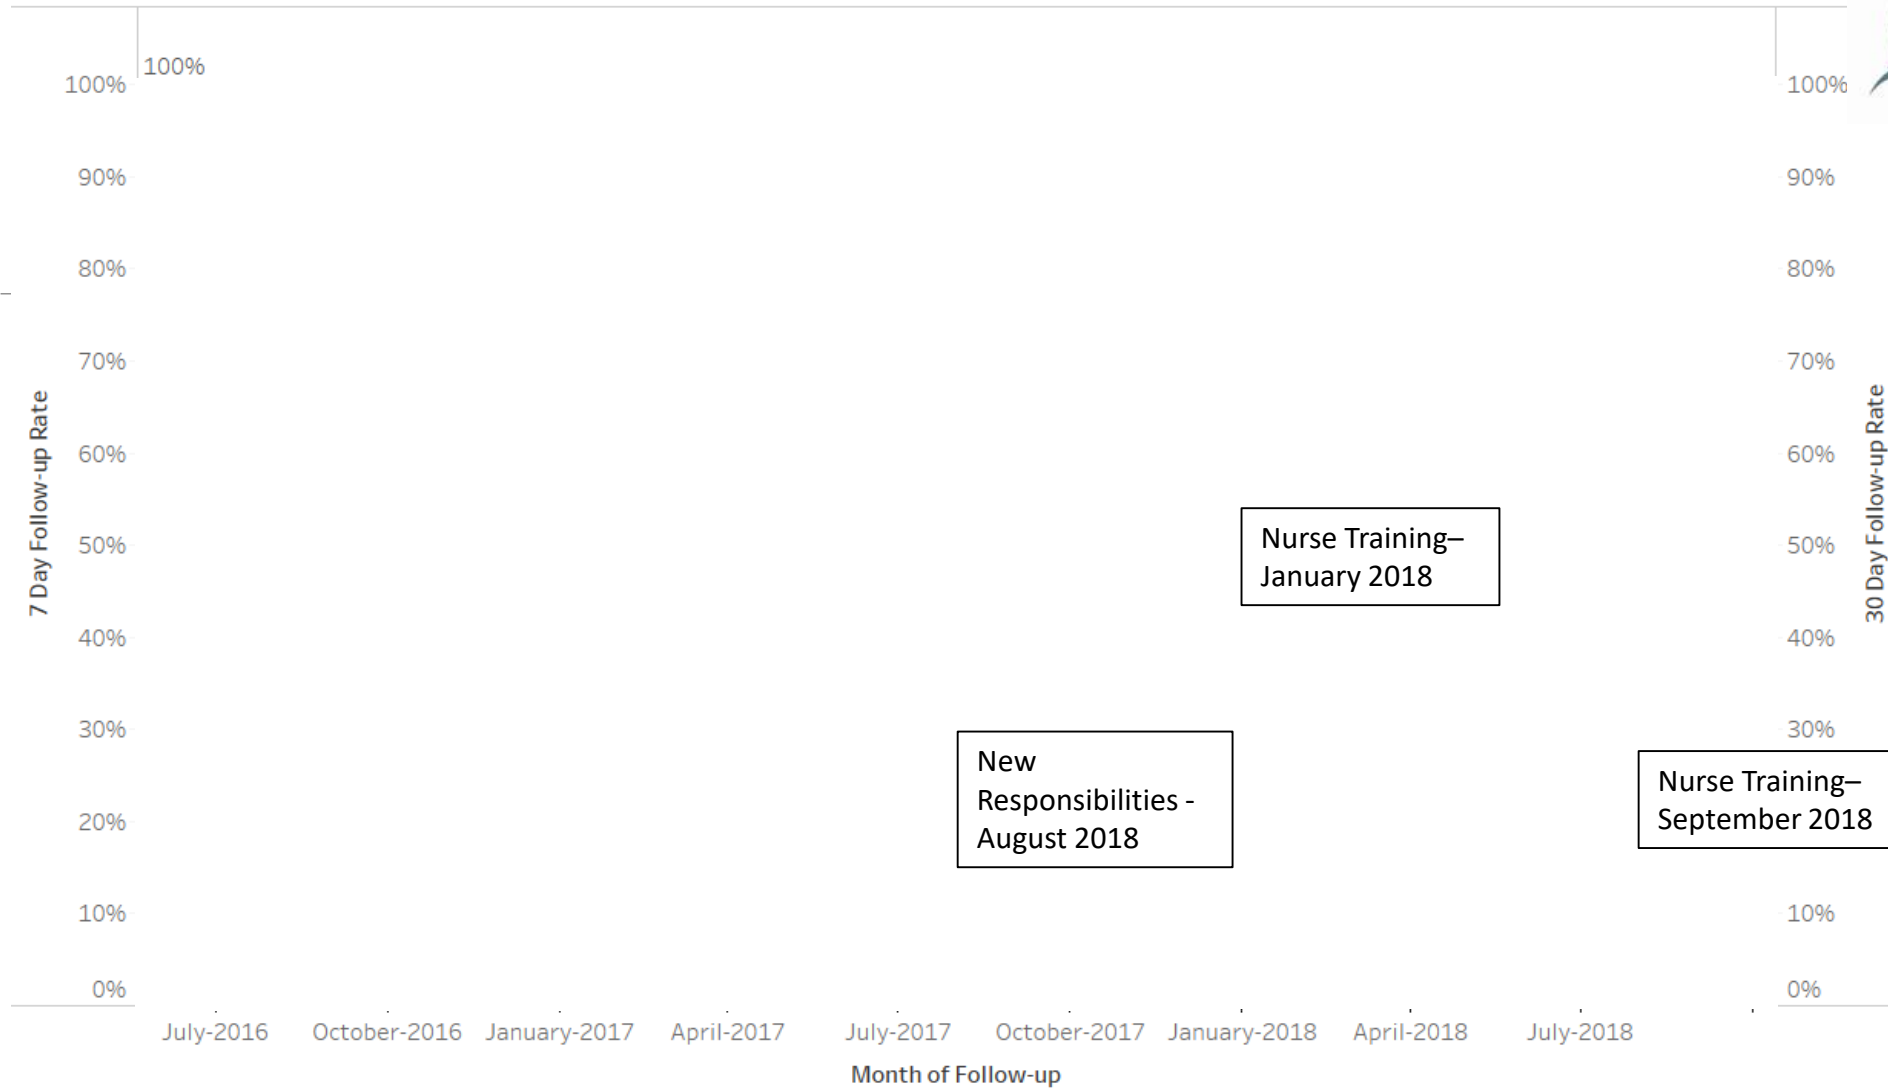 100%
100%
90%
80%
70%
60%
50%
40%
30%
20%
10%
0%
7 Day Follow-up Rate
Nurse Training–
January 2018
New
Responsibilities -
August 2018
Nurse Training–
September 2018
100%
90%
80%
70%
60%
50%
40%
30%
20%
10%
0%
30 Day Follow-up Rate
July-2016
October-2016
January-2017
April-2017
July-2017
October-2017
January-2018
April-2018
July-2018
Month of Follow-up